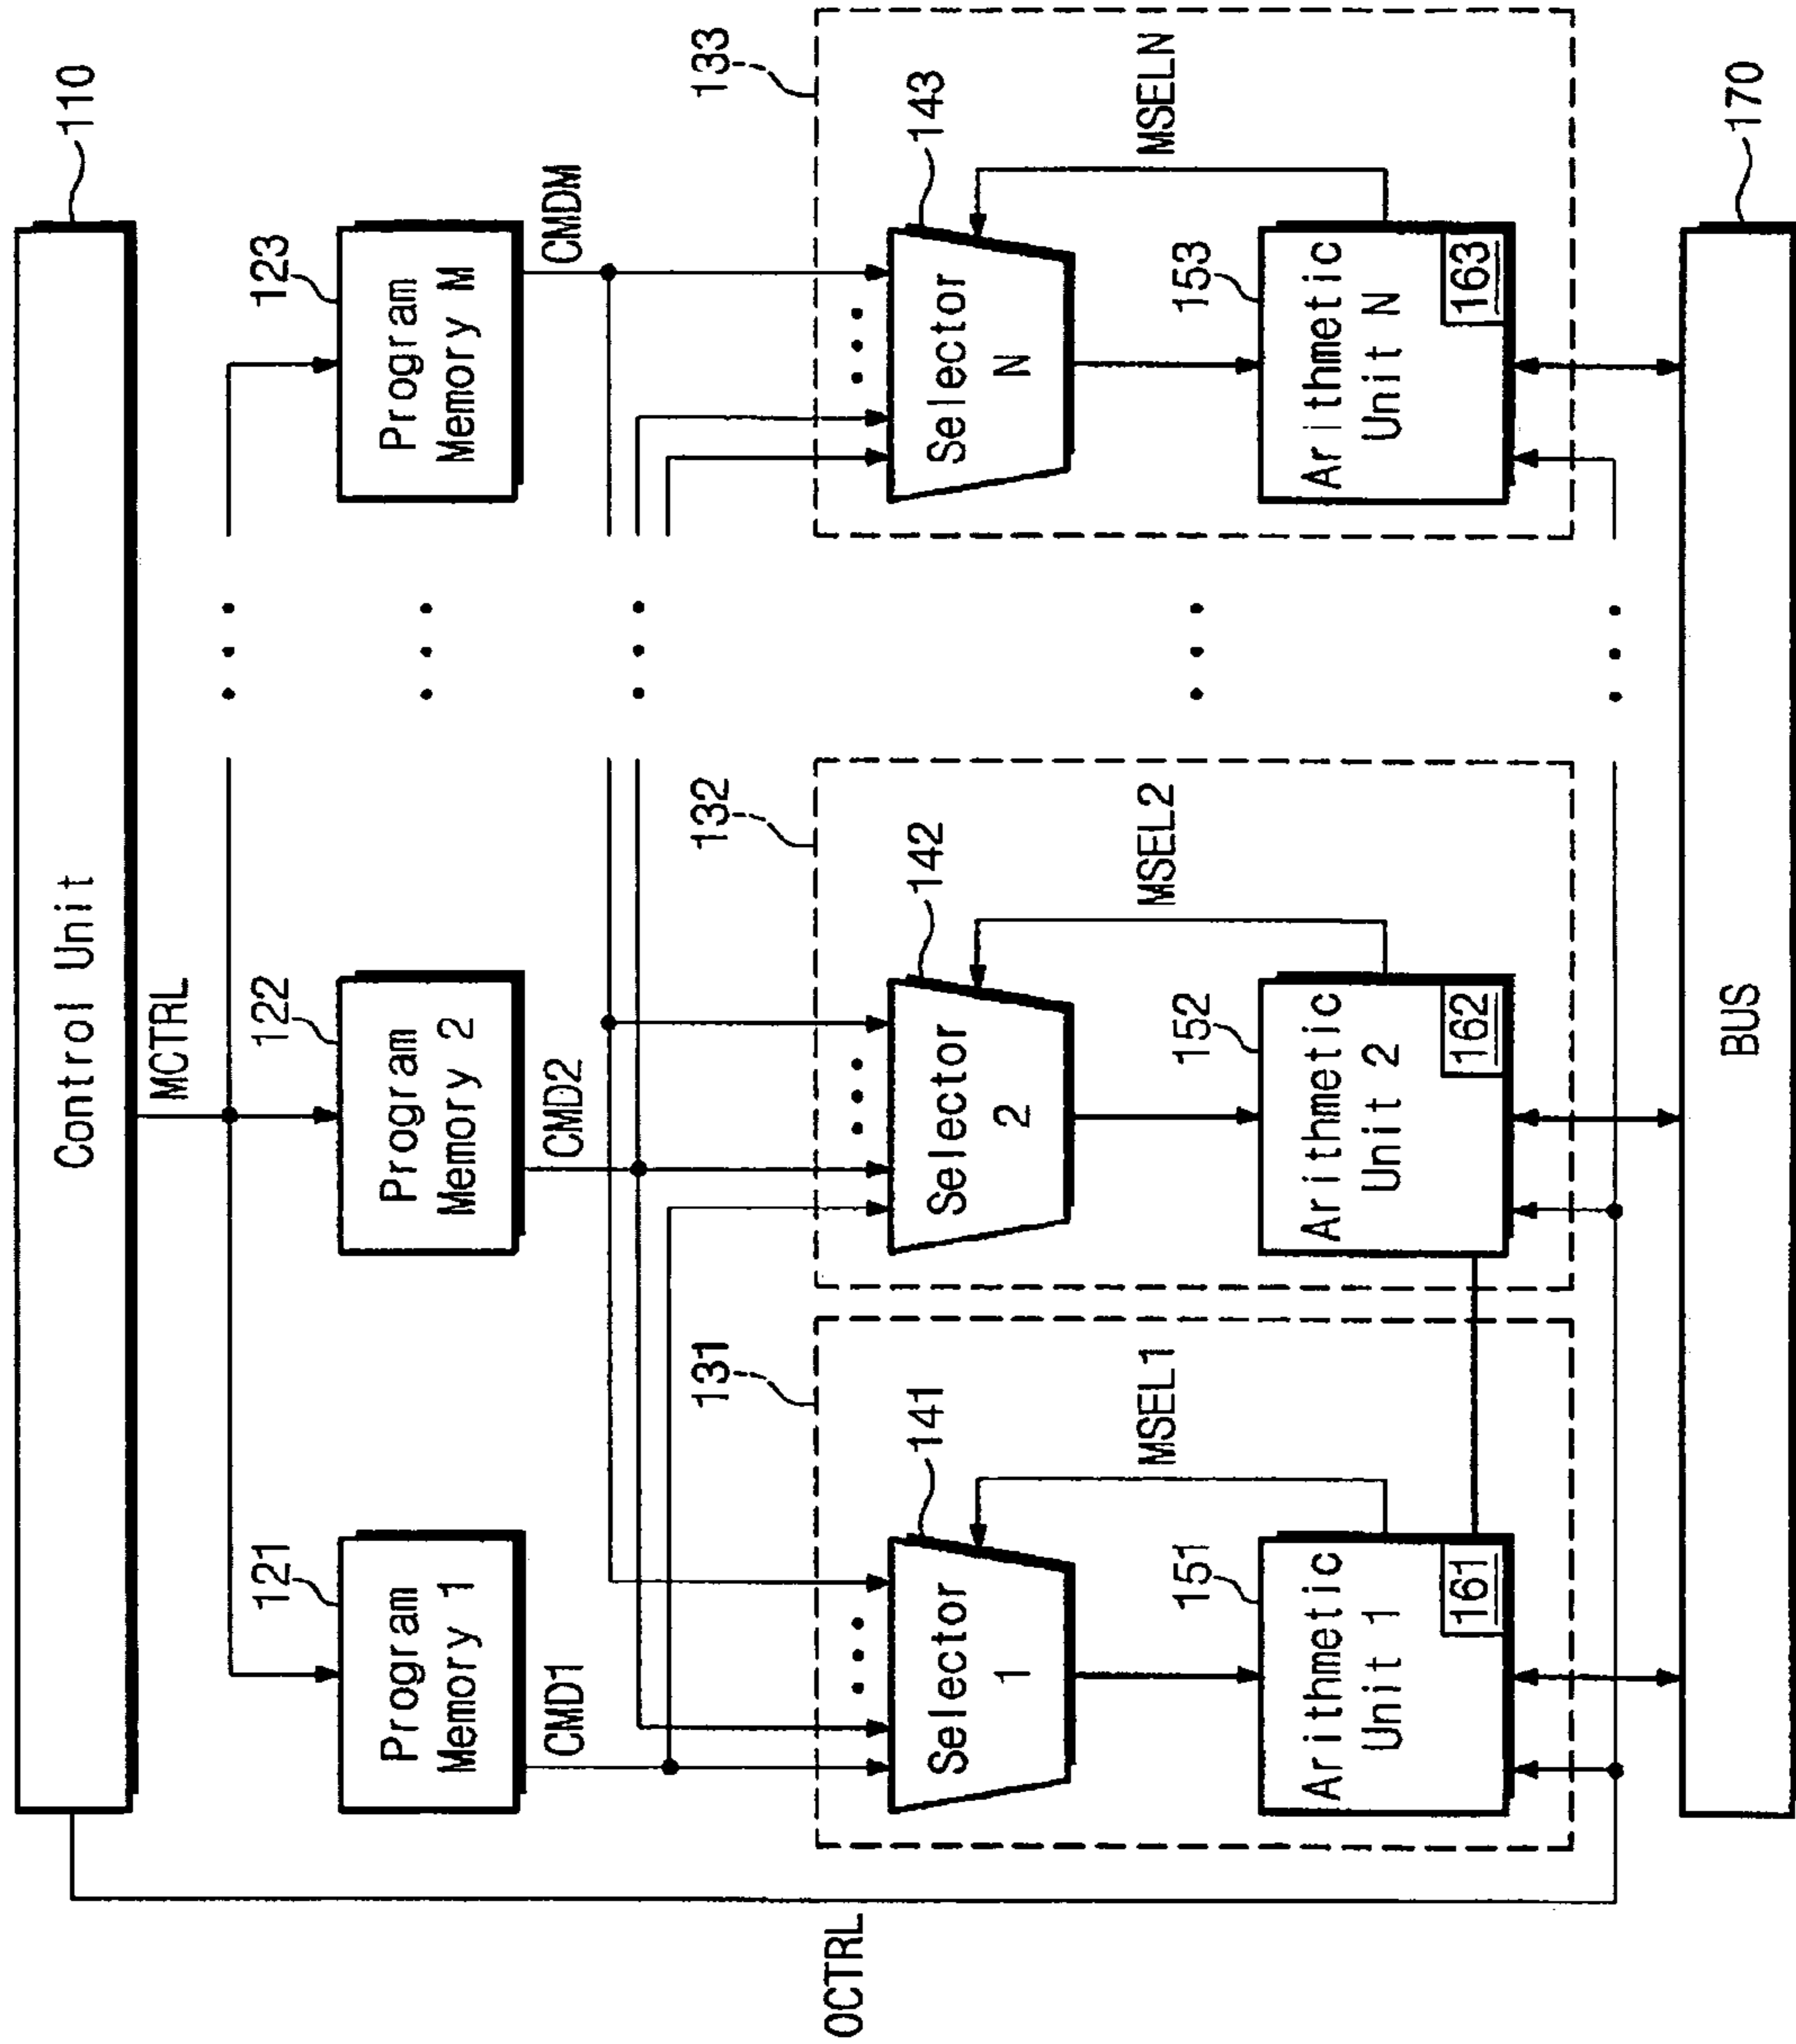 110
Control Unit
MCTRL
OCTRL
121
Program
Memory 1
122
Program
Memory 2
123
Program
Memory M
CMD1
CMD2
CMDM
131
132
133
141
Selector
1
142
Selector
2
143
Selector
N
MSEL1
MSEL2
MSELN
151
Arithmetic
Unit 1
161
152
Arithmetic
Unit 2
162
153
Arithmetic
Unit N
163
BUS
170